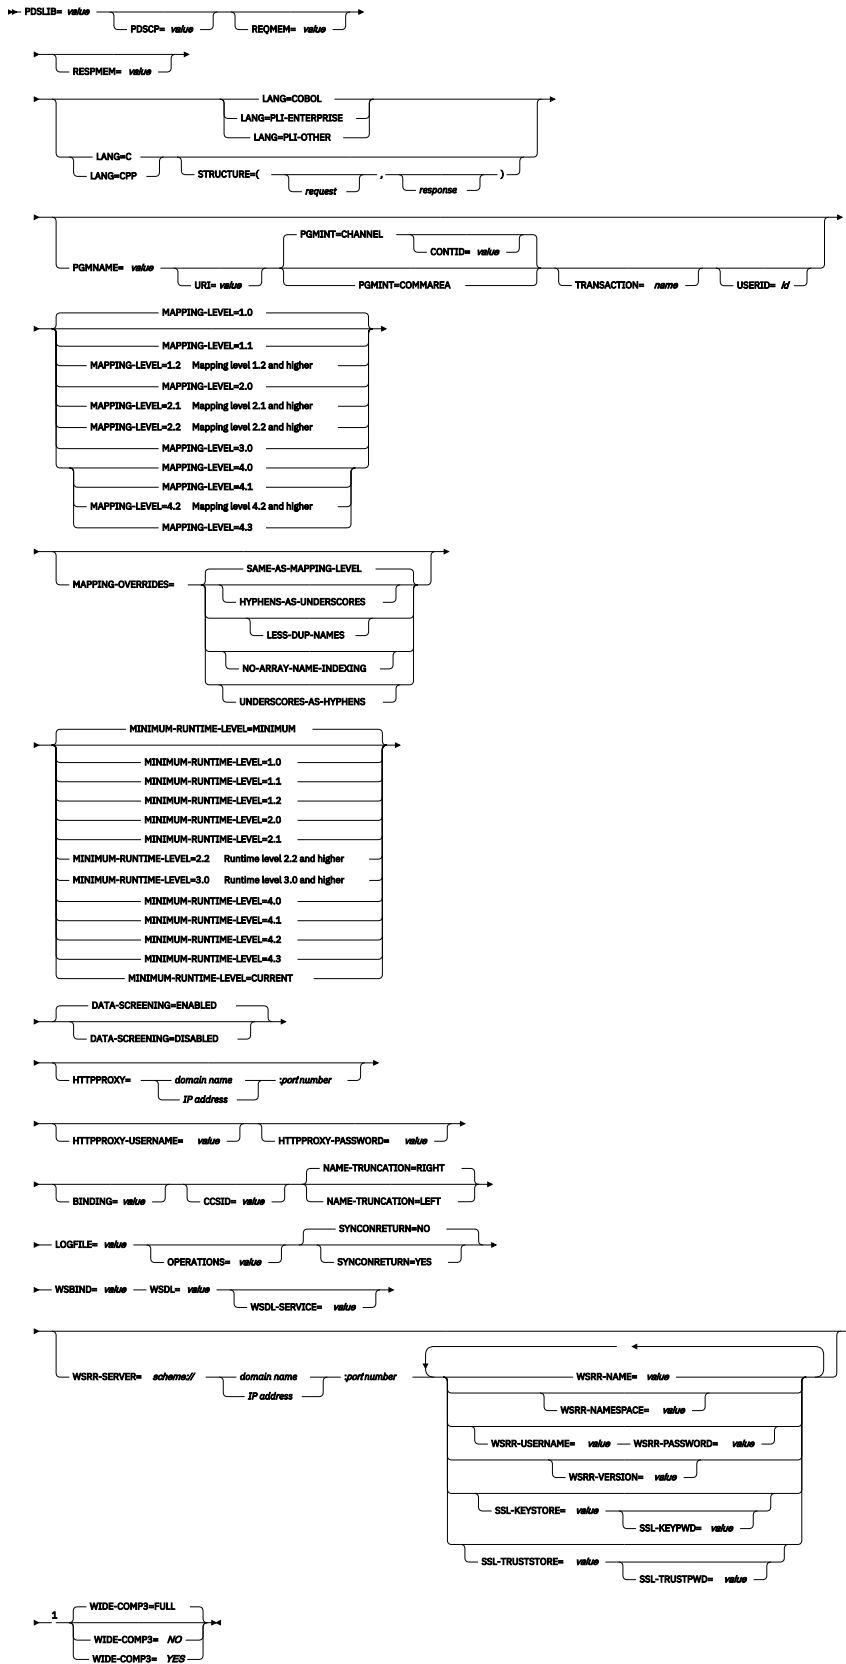 PDSLIB= value
PDSCP= value REQMEM= value
RESPMEM= value
LANG=COBOL
LANG=PLI-ENTERPRISE
LANG=PLI-OTHER
LANG=C
LANG=CPP STRUCTURE=( request , response )
PGMINT=CHANNEL
CONTID= value
PGMNAME= value
URI= value PGMINT=COMMAREA TRANSACTION= name USERID= id
MAPPING-LEVEL=1.0
MAPPING-LEVEL=1.1
MAPPING-LEVEL=1.2 Mapping level 1.2 and higher
MAPPING-LEVEL=2.0
MAPPING-LEVEL=2.1 Mapping level 2.1 and higher
MAPPING-LEVEL=2.2 Mapping level 2.2 and higher
MAPPING-LEVEL=3.0
MAPPING-LEVEL=4.0
MAPPING-LEVEL=4.1
MAPPING-LEVEL=4.2 Mapping level 4.2 and higher
MAPPING-LEVEL=4.3
SAME-AS-MAPPING-LEVEL
MAPPING-OVERRIDES=
HYPHENS-AS-UNDERSCORES
LESS-DUP-NAMES
NO-ARRAY-NAME-INDEXING
UNDERSCORES-AS-HYPHENS
MINIMUM-RUNTIME-LEVEL=MINIMUM
MINIMUM-RUNTIME-LEVEL=1.0
MINIMUM-RUNTIME-LEVEL=1.1
MINIMUM-RUNTIME-LEVEL=1.2
MINIMUM-RUNTIME-LEVEL=2.0
MINIMUM-RUNTIME-LEVEL=2.1
MINIMUM-RUNTIME-LEVEL=2.2 Runtime level 2.2 and higher
MINIMUM-RUNTIME-LEVEL=3.0 Runtime level 3.0 and higher
MINIMUM-RUNTIME-LEVEL=4.0
MINIMUM-RUNTIME-LEVEL=4.1
MINIMUM-RUNTIME-LEVEL=4.2
MINIMUM-RUNTIME-LEVEL=4.3
MINIMUM-RUNTIME-LEVEL=CURRENT
DATA-SCREENING=ENABLED
DATA-SCREENING=DISABLED
HTTPPROXY= domain name :port number
IP address
HTTPPROXY-USERNAME= value HTTPPROXY-PASSWORD= value
NAME-TRUNCATION=RIGHT
BINDING= value CCSID= value NAME-TRUNCATION=LEFT
SYNCONRETURN=NO
LOGFILE= value
OPERATIONS= value SYNCONRETURN=YES
WSBIND= value WSDL= value
WSDL-SERVICE= value
WSRR-SERVER= scheme:// domain name :port number WSRR-NAME= value
IP address
WSRR-NAMESPACE= value
WSRR-USERNAME= value WSRR-PASSWORD= value
WSRR-VERSION= value
SSL-KEYSTORE= value
SSL-KEYPWD= value
SSL-TRUSTSTORE= value
SSL-TRUSTPWD= value
WIDE-COMP3=FULL
1
WIDE-COMP3= NO
WIDE-COMP3= YES